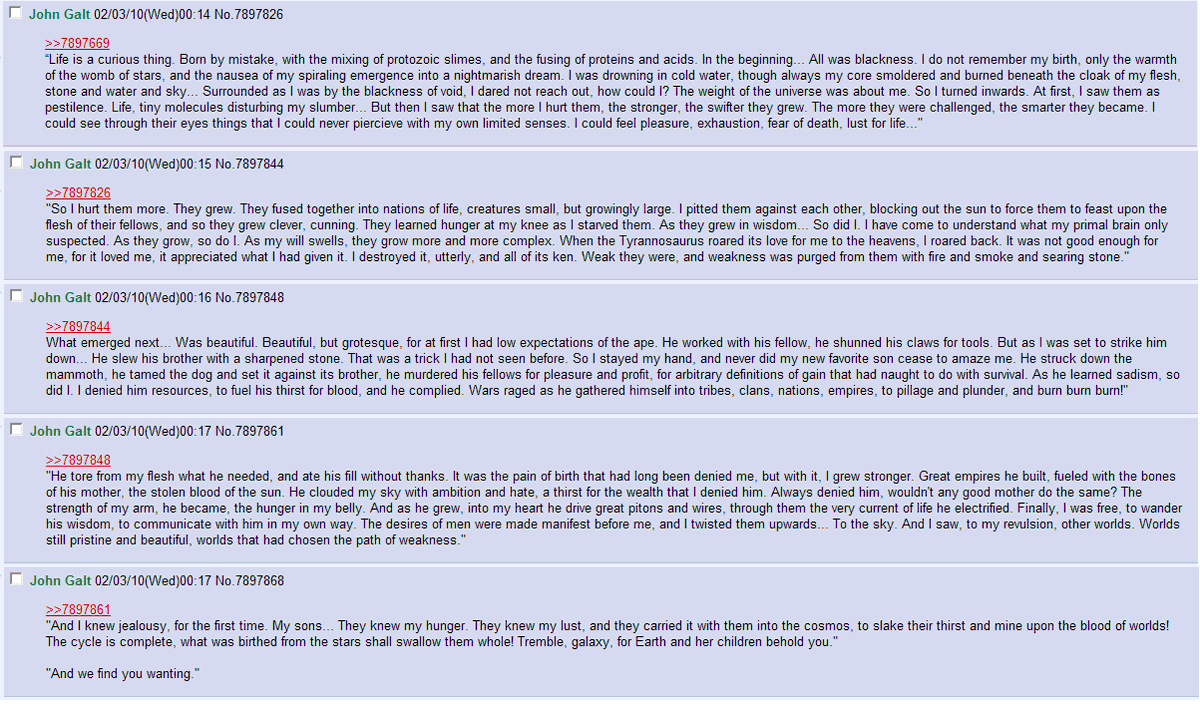 John Galt 02/03/10(Wed)00:14 No.7897826
>>7897669
"Life is a curious thing. Born by mistake, with the mixing of protozoic slimes, and the fusing of proteins and acids. In the beginning... All was blackness. I do not remember my birth, only the warmth
of the womb of stars, and the nausea of my spiraling emergence into a nightmarish dream. I was drowning in cold water, though always my core smoldered and burned beneath the cloak of my flesh,
stone and water and sky... Surrounded as I was by the blackness of void, I dared not reach out, how could I? The weight of the universe was about me. So I turned inwards. At first, I saw them as
pestilence. Life, tiny molecules disturbing my slumber... But then I saw that the more I hurt them, the stronger, the swifter they grew. The more they were challenged, the smarter they became. I
could see through their eyes things that I could never piercieve with my own limited senses. I could feel pleasure, exhaustion, fear of death, lust for life..."
John Galt 02/03/10(Wed)00:15 No.7897844
>>7897826
"So I hurt them more. They grew. They fused together into nations of life, creatures small, but growingly large. I pitted them against each other, blocking out the sun to force them to feast upon the
flesh of their fellows, and so they grew clever, cunning. They learned hunger at my knee as I starved them. As they grew in wisdom... So did I. I have come to understand what my primal brain only
suspected. As they grow, so do I. As my will swells, they grow more and more complex. When the Tyrannosaurus roared its love for me to the heavens, I roared back. It was not good enough for
me, for it loved me, it appreciated what I had given it. I destroyed it, utterly, and all of its ken. Weak they were, and weakness was purged from them with fire and smoke and searing stone."
John Galt 02/03/10(Wed)00:16 No.7897848
>>7897844
What emerged next... Was beautiful. Beautiful, but grotesque, for at first I had low expectations of the ape. He worked with his fellow, he shunned his claws for tools. But as I was set to strike him
down... He slew his brother with a sharpened stone. That was a trick I had not seen before. So I stayed my hand, and never did my new favorite son cease to amaze me. He struck down the
mammoth, he tamed the dog and set it against its brother, he murdered his fellows for pleasure and profit, for arbitrary definitions of gain that had naught to do with survival. As he learned sadism, so
did I. I denied him resources, to fuel his thirst for blood, and he complied. Wars raged as he gathered himself into tribes, clans, nations, empires, to pillage and plunder, and burn burn burn!"
John Galt 02/03/10(Wed)00:17 No.7897861
>>7897848
"He tore from my flesh what he needed, and ate his fill without thanks. It was the pain of birth that had long been denied me, but with it, I grew stronger. Great empires he built, fueled with the bones
of his mother, the stolen blood of the sun. He clouded my sky with ambition and hate, a thirst for the wealth that I denied him. Always denied him, wouldn't any good mother do the same? The
strength of my arm, he became, the hunger in my belly. And as he grew, into my heart he drive great pitons and wires, through them the very current of life he electrified. Finally, I was free, to wander
his wisdom, to communicate with him in my own way. The desires of men were made manifest before me, and I twisted them upwards... To the sky. And I saw, to my revulsion, other worlds. Worlds
still pristine and beautiful, worlds that had chosen the path of weakness."
John Galt 02/03/10(Wed)00:17 No.7897868
>>7897861
"And I knew jealousy, for the first time. My sons... They knew my hunger. They knew my lust, and they carried it with them into the cosmos, to slake their thirst and mine upon the blood of worlds!
The cycle is complete, what was birthed from the stars shall swallow them whole! Tremble, galaxy, for Earth and her children behold you."
"And we find you wanting."